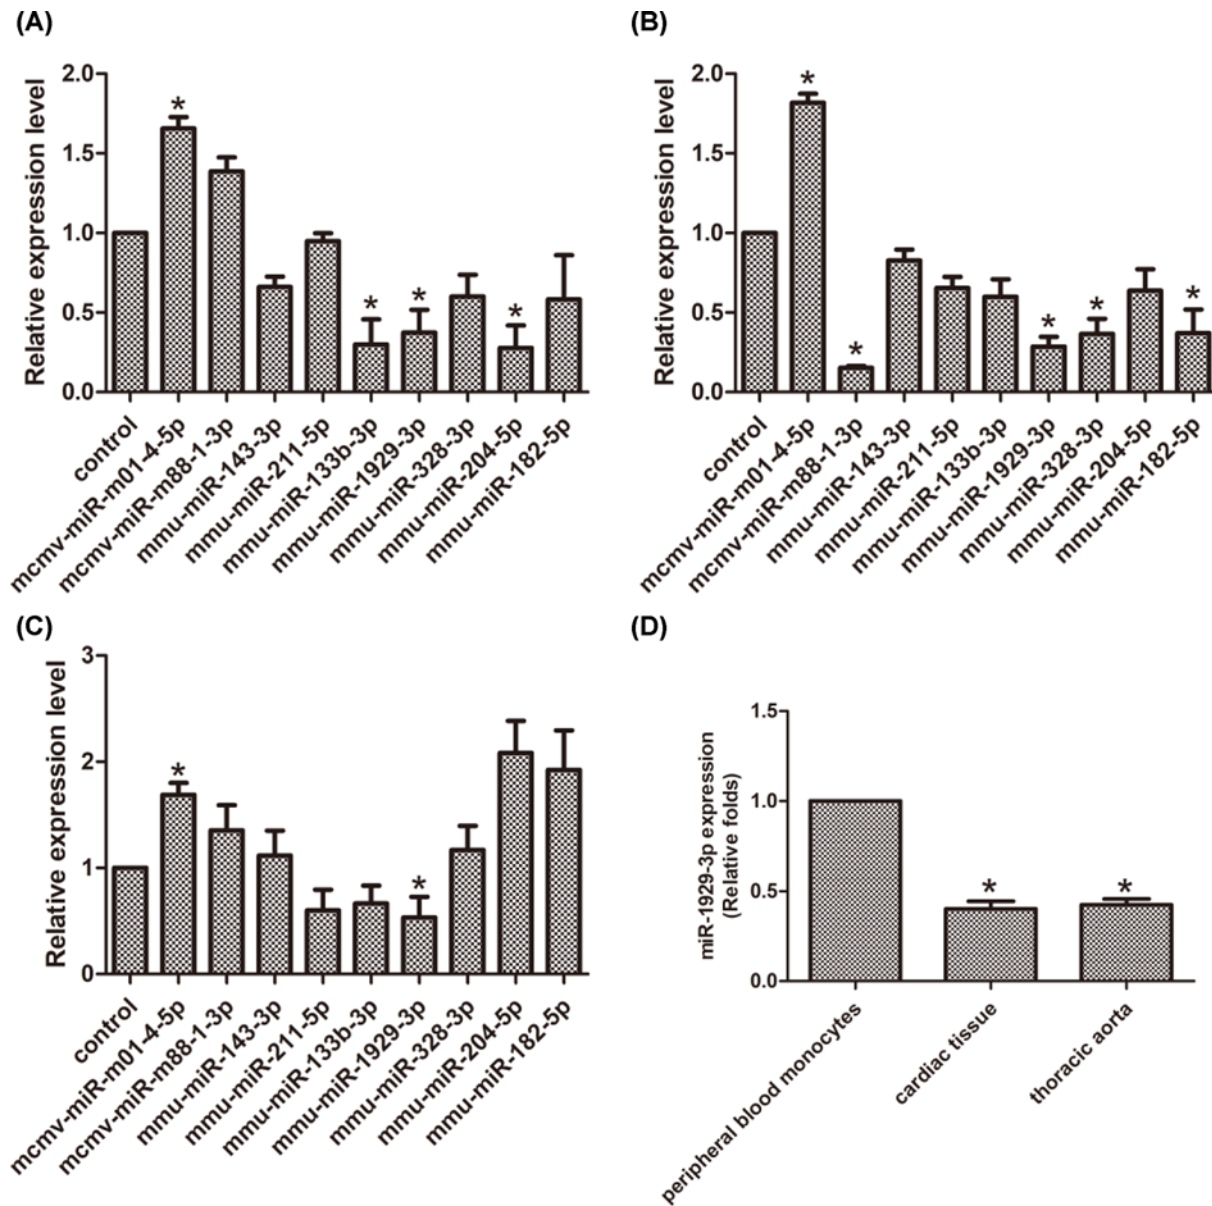 (A)
Relative expression level
2.0
1.5
1.0
0.5
0.0
*
*
*
*
control
mcmv-miR-m01-4-5p
mcmv-miR-m88-1-3p
mmu-miR-143-3p
mmu-miR-211-5p
mmu-miR-133b-3p
mmu-miR-1929-3p
mmu-miR-328-3p
mmu-miR-204-5p
mmu-miR-182-5p
(B)
Relative expression level
2.0
1.5
1.0
0.5
0.0
*
*
*
*
*
control
mcmv-miR-m01-4-5p
mcmv-miR-m88-1-3p
mmu-miR-143-3p
mmu-miR-211-5p
mmu-miR-133b-3p
mmu-miR-1929-3p
mmu-miR-328-3p
mmu-miR-204-5p
mmu-miR-182-5p
(C)
Relative expression level
3
2
1
0
*
*
control
mcmv-miR-m01-4-5p
mcmv-miR-m88-1-3p
mmu-miR-143-3p
mmu-miR-211-5p
mmu-miR-133b-3p
mmu-miR-1929-3p
mmu-miR-328-3p
mmu-miR-204-5p
mmu-miR-182-5p
(D)
miR-1929-3p expression
(Relative folds)
1.5
1.0
0.5
0.0
*
*
peripheral blood monocytes
cardiac tissue
thoracic aorta